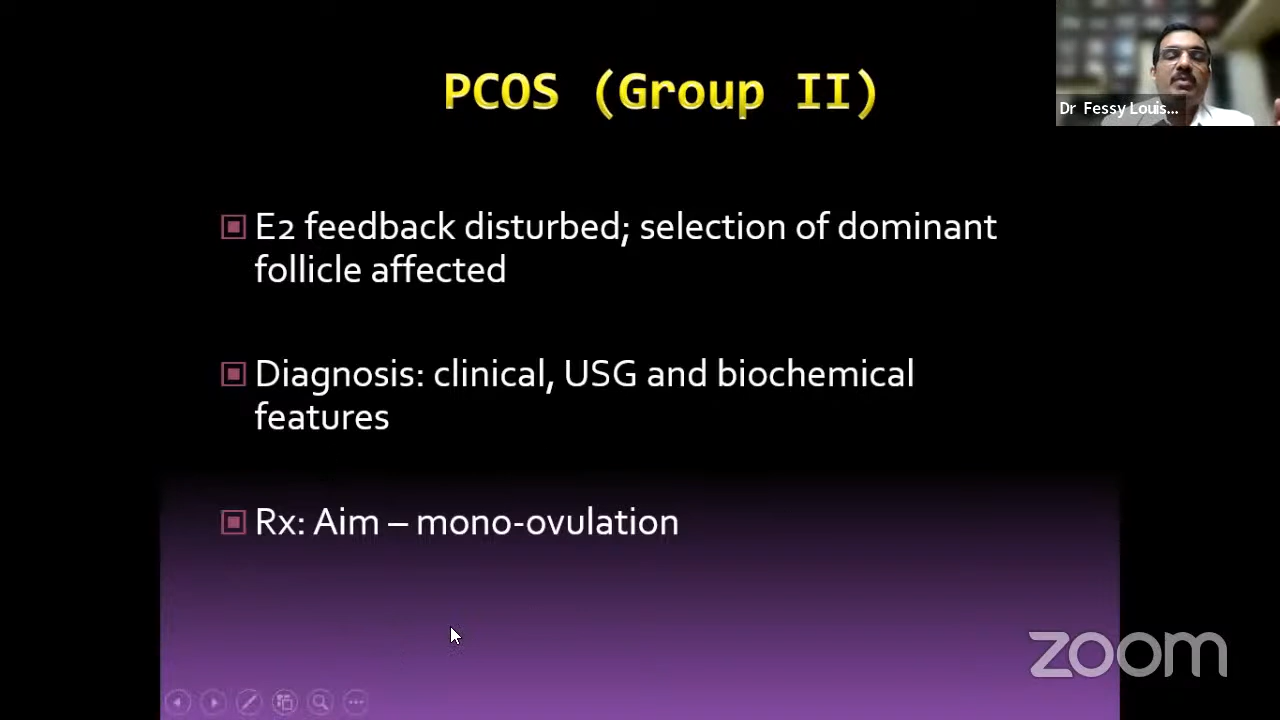 PCOS (Group II)
Dr Fessy Louis...
E2 feedback disturbed; selection of dominant
follicle affected
Diagnosis: clinical, USG and biochemical
features
Rx: Aim – mono-ovulation
zoom